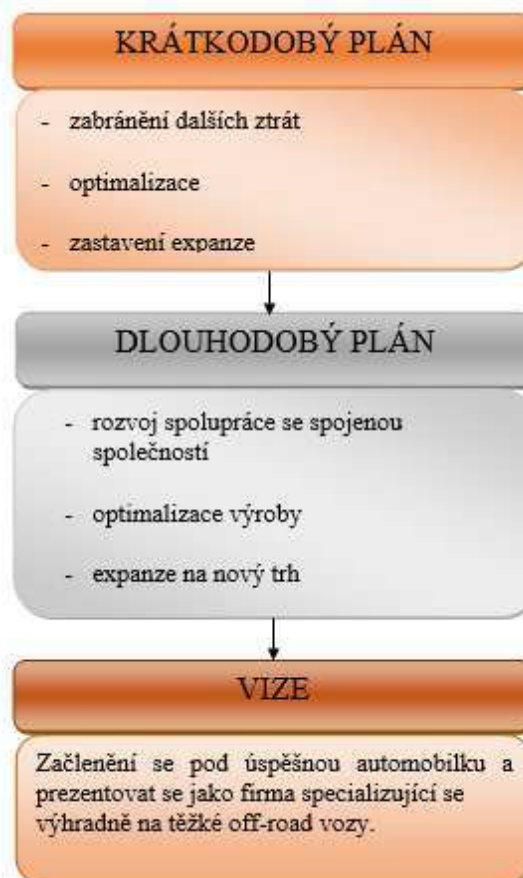 KRÁTKODOBÝ PLÁN
- zabránění dalších ztrát
- optimalizace
- zastavení expanze
DLOUHODOBÝ PLÁN
- rozvoj spolupráce se spojenou
společností
- optimalizace výroby
- expanze na nový trh
VIZE
Začlenění se pod úspěšnou automobilku a
prezentovat se jako firma specializující se
výhradně na těžké off-road vozy.